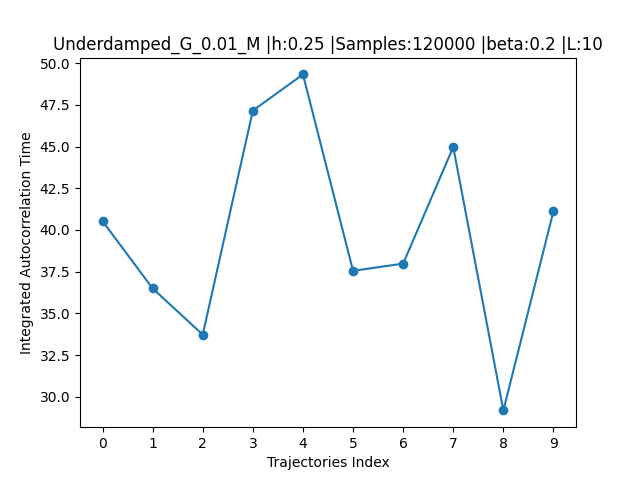 Underdamped_G_0.01_M |h:0.25 |Samples:120000 |beta:0.2 |L:10
50.0
47.5
45.0
42.5
40.0
37.5
35.0
32.5
30.0
Integrated Autocorrelation Time
0 1 2 3 4 5 6 7 8 9
Trajectories Index